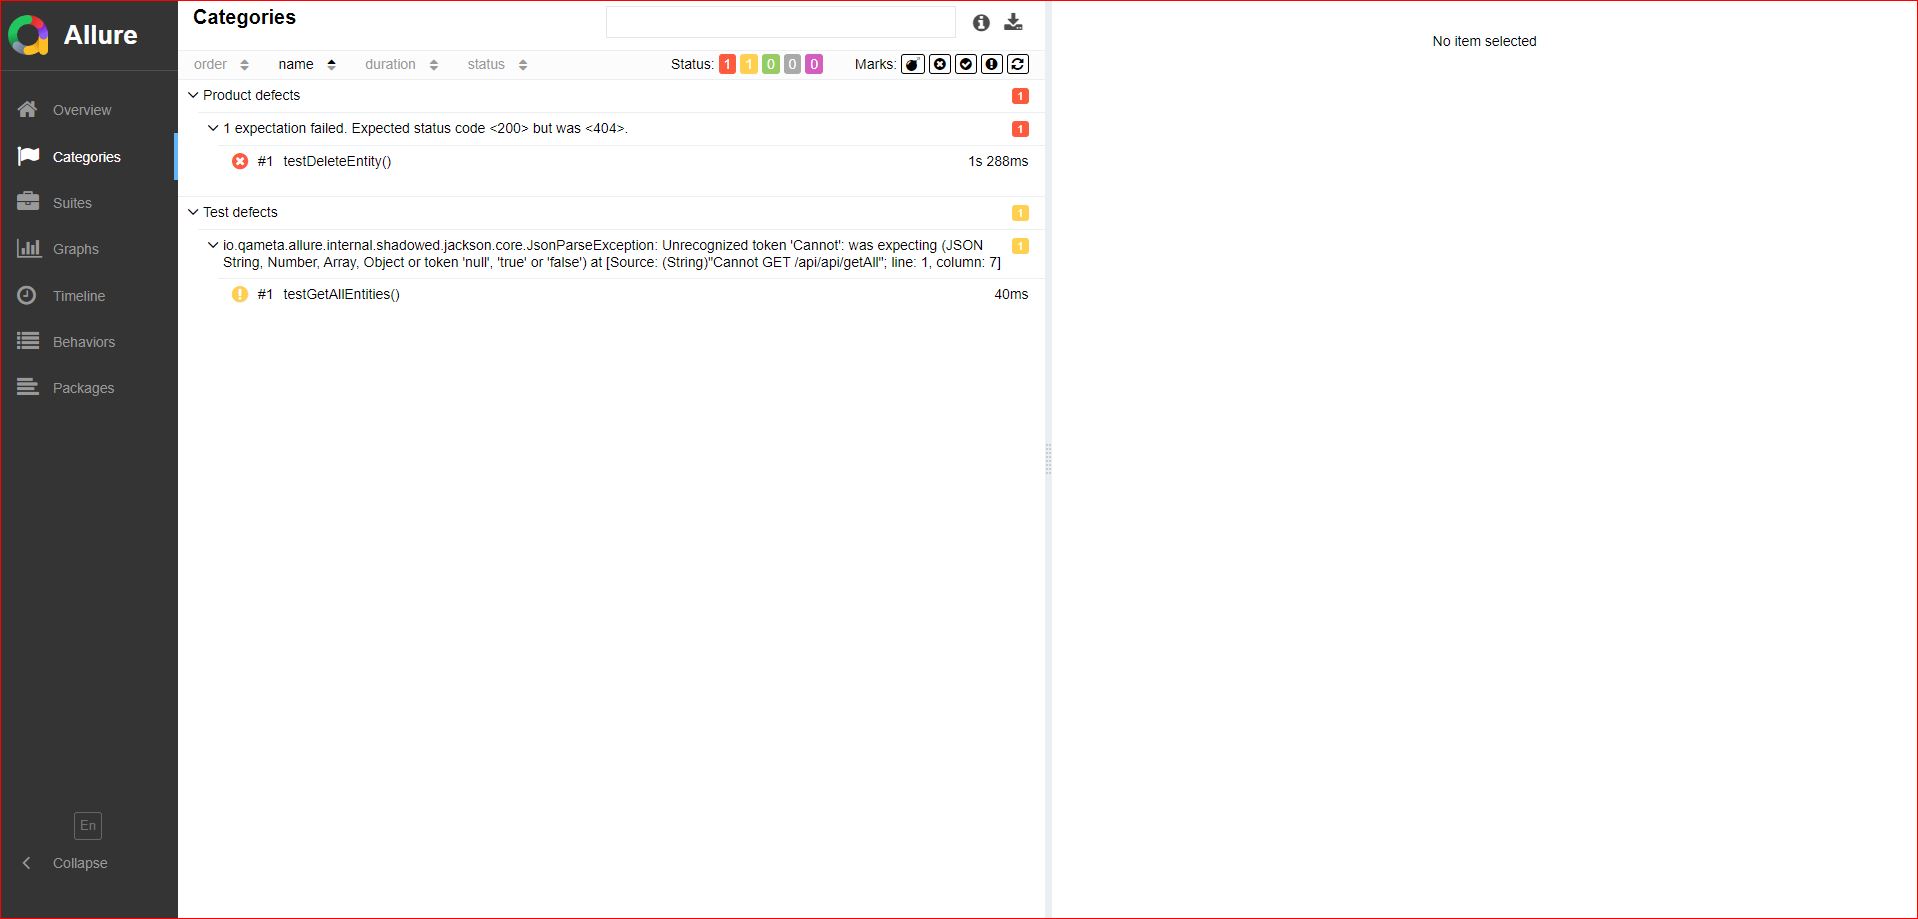 Allure
Overview
Categories
Suites
Graphs
Timeline
Behaviors
Packages
En
Collapse
Categories
order name duration status Status: 1 1 0 0 0 Marks:
Product defects 1
1 expectation failed. Expected status code <200> but was <404>. 1
#1 testDeleteEntity() 1s 288ms
Test defects 1
io.qameta.allure.internal.shadowed.jackson.core.JsonParseException: Unrecognized token 'Cannot': was expecting (JSON 1
String, Number, Array, Object or token 'null', 'true' or 'false') at [Source: (String)"Cannot GET /api/api/getAll"; line: 1, column: 7]
#1 testGetAllEntities() 40ms
No item selected